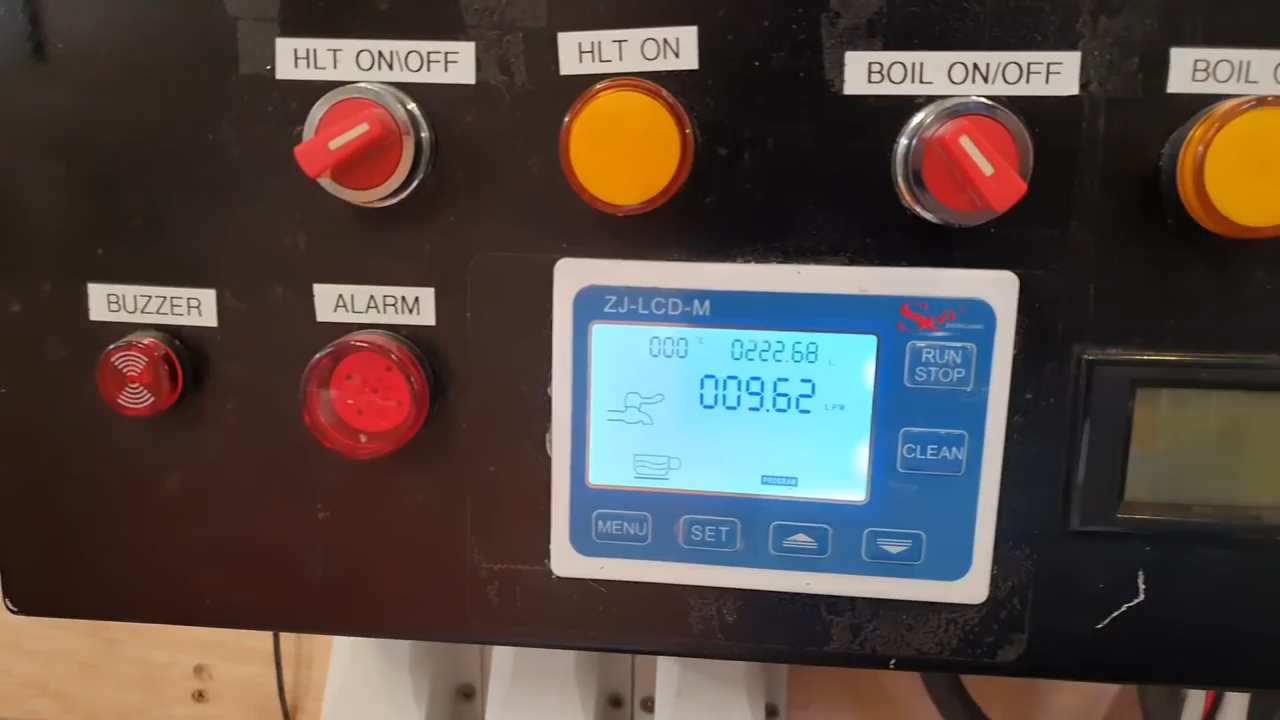 HLT ON\OFF
HLT ON
BOIL ON/OFF
BOIL
BUZZER
ALARM
ZJ-LCD-M
000 °C 0222.68 L
009.62 LPM
PROGRAM
RUN
STOP
CLEAN
MENU
SET